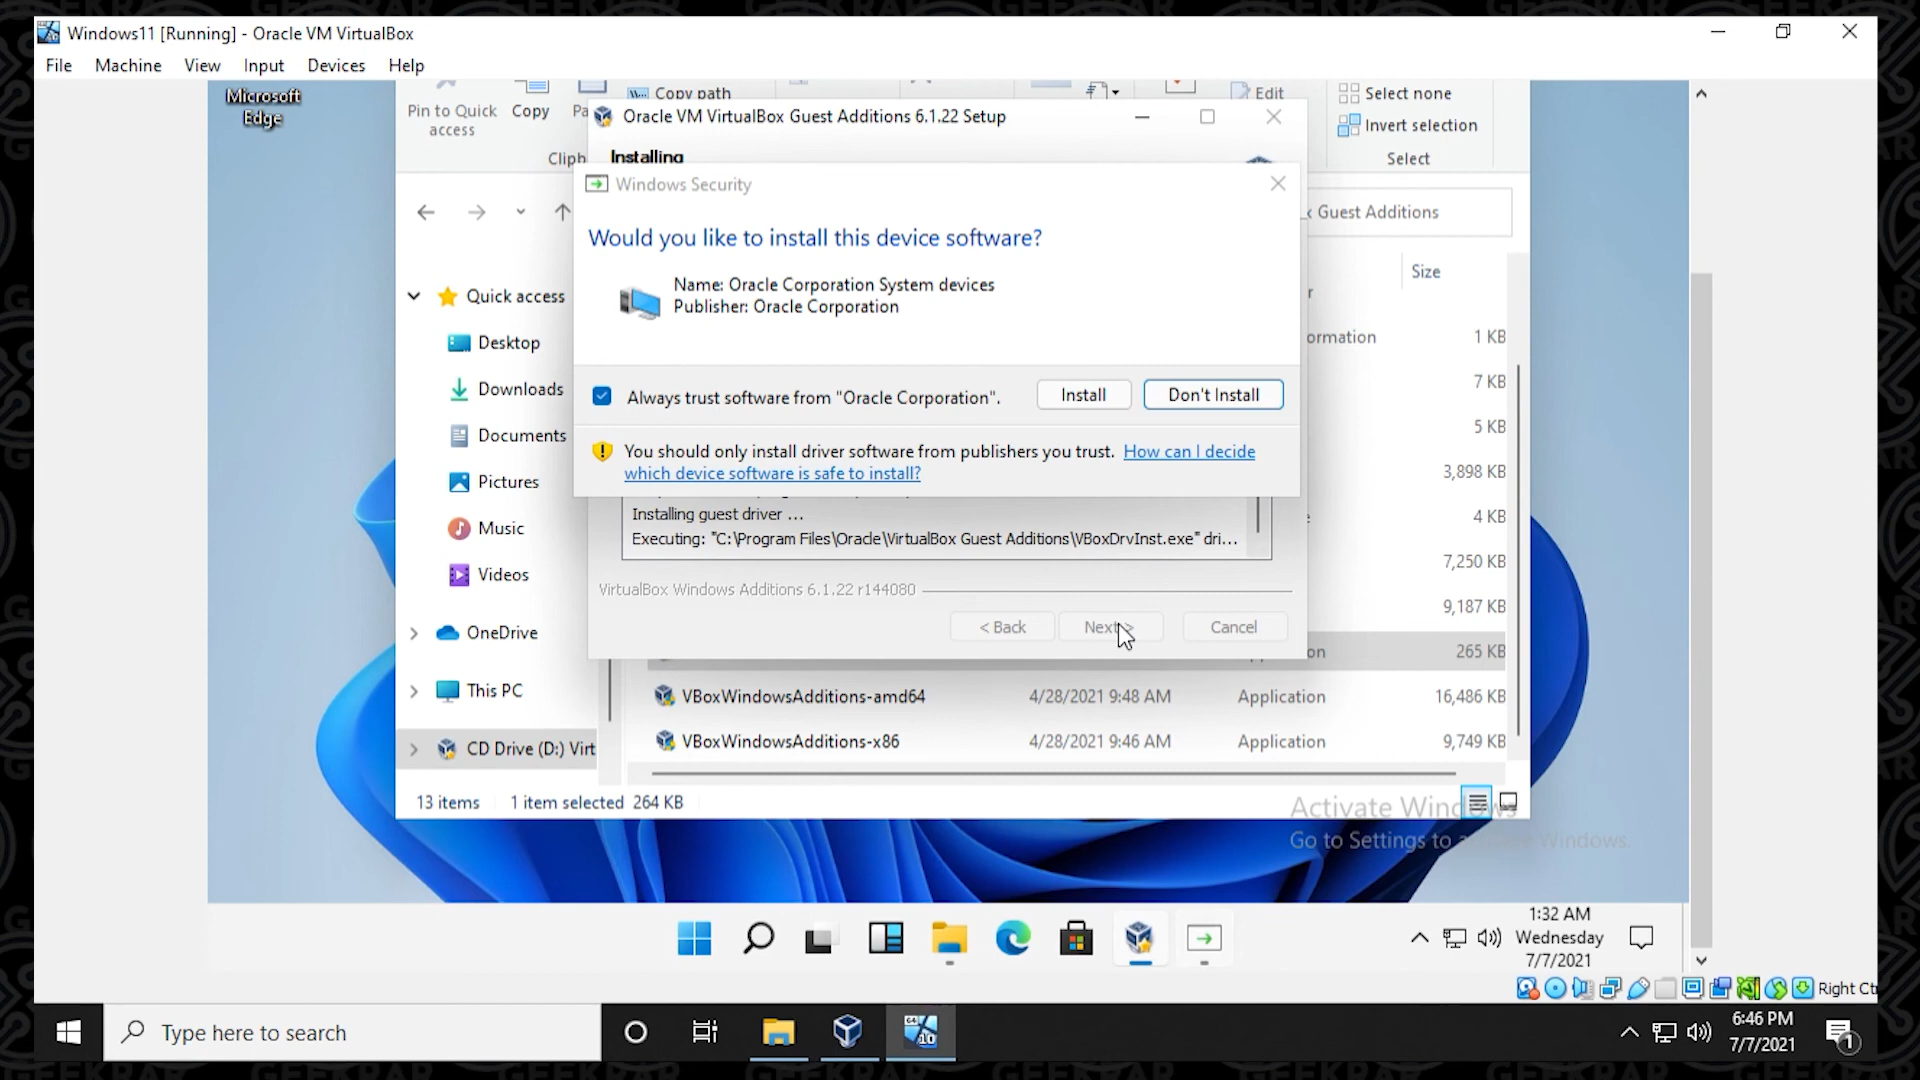 Windows11 [Running] - Oracle VM VirtualBox
File Machine View Input Devices Help
Microsoft
Edge
Pin to Quick
access
Copy
Copy path
Edit
Select none
Invert selection
Select
Oracle VM VirtualBox Guest Additions 6.1.22 Setup
Installing
Windows Security
Would you like to install this device software?
Name: Oracle Corporation System devices
Publisher: Oracle Corporation
Always trust software from "Oracle Corporation".
Install
Don't Install
You should only install driver software from publishers you trust. How can I decide
which device software is safe to install?
Installing guest driver ...
Executing: "C:\Program Files\Oracle\VirtualBox Guest Additions\VBoxDrvInst.exe" dri...
VirtualBox Windows Additions 6.1.22 r144080
< Back
Next >
Cancel
Guest Additions
Size
Quick access
Desktop
Downloads
Documents
Pictures
Music
Videos
OneDrive
This PC
CD Drive (D:) Virt
1 KB
7 KB
5 KB
3,898 KB
4 KB
7,250 KB
9,187 KB
265 KB
VBoxWindowsAdditions-amd64 4/28/2021 9:48 AM Application 16,486 KB
VBoxWindowsAdditions-x86 4/28/2021 9:46 AM Application 9,749 KB
13 items 1 item selected 264 KB
Activate Windows
Go to Settings to a Windows.
1:32 AM
Wednesday
7/7/2021
Right Ct
Type here to search
64
10
6:46 PM
7/7/2021
1